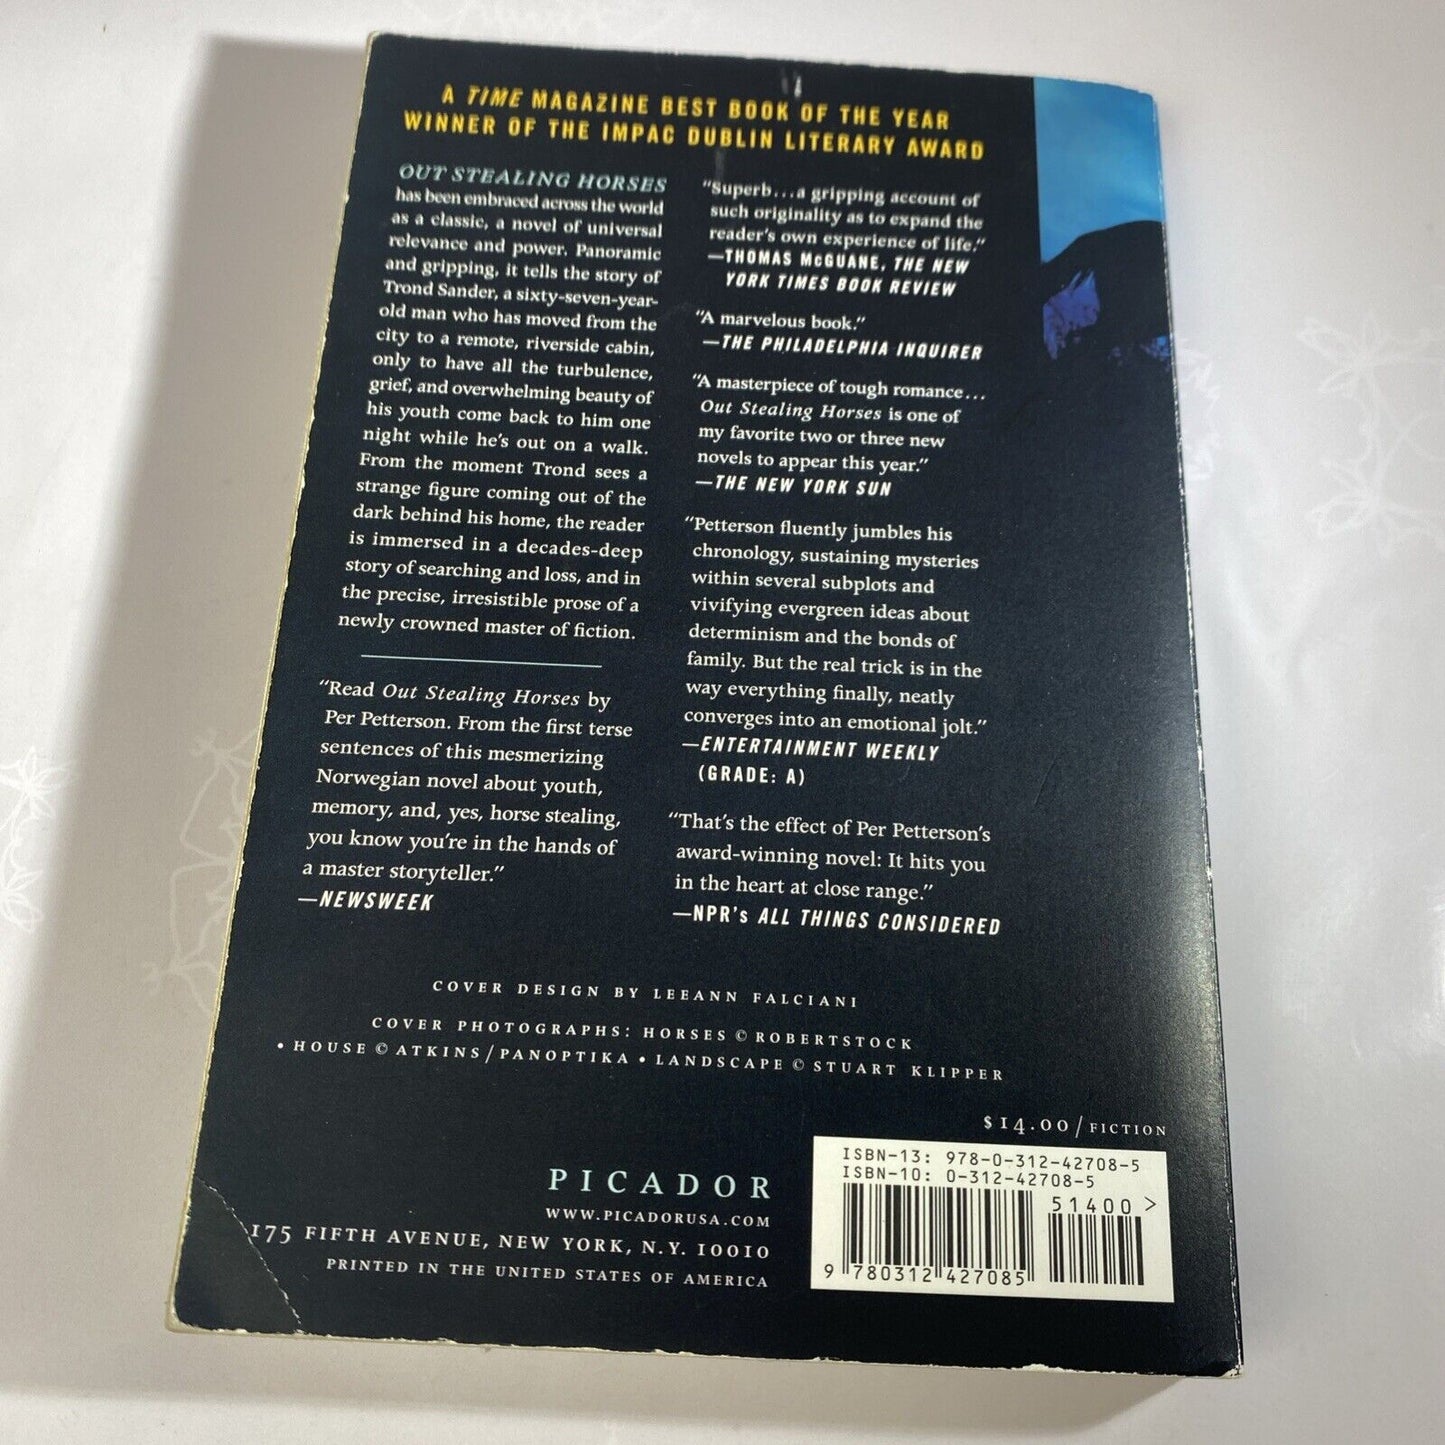 A TIME MAGAZINE BEST BOOK OF THE YEAR
WINNER OF THE IMPAC DUBLIN LITERARY AWARD
OUT STEALING HORSES
has been embraced across the world
as a classic, a novel of universal
relevance and power. Panoramic
and gripping, it tells the story of
Trond Sander, a sixty-seven-year-
old man who has moved from the
city to a remote, riverside cabin,
only to have all the turbulence,
grief, and overwhelming beauty of
his youth come back to him one
night while he's out on a walk.
From the moment Trond sees a
strange figure coming out of the
dark behind his home, the reader
is immersed in a decades-deep
story of searching and loss, and in
the precise, irresistible prose of a
newly crowned master of fiction.
"Read Out Stealing Horses by
Per Petterson. From the first terse
sentences of this mesmerizing
Norwegian novel about youth,
memory, and, yes, horse stealing,
you know you're in the hands of
a master storyteller."
—NEWSWEEK
"Superb...a gripping account of
such originality as to expand the
reader's own experience of life."
—THOMAS McGUANE, THE NEW
YORK TIMES BOOK REVIEW
"A marvelous book."
—THE PHILADELPHIA INQUIRER
"A masterpiece of tough romance...
Out Stealing Horses is one of
my favorite two or three new
novels to appear this year."
—THE NEW YORK SUN
"Petterson fluently jumbles his
chronology, sustaining mysteries
within several subplots and
vivifying evergreen ideas about
determinism and the bonds of
family. But the real trick is in the
way everything finally, neatly
converges into an emotional jolt."
—ENTERTAINMENT WEEKLY
(GRADE: A)
"That's the effect of Per Petterson's
award-winning novel: It hits you
in the heart at close range."
—NPR's ALL THINGS CONSIDERED
COVER DESIGN BY LEEANN FALCIANI
COVER PHOTOGRAPHS: HORSES © ROBERTSTOCK
• HOUSE © ATKINS/PANOPTIKA • LANDSCAPE © STUART KLIPPER
$14.00/FICTION
PICADOR
WWW.PICADORUSA.COM
175 FIFTH AVENUE, NEW YORK, N.Y. 10010
PRINTED IN THE UNITED STATES OF AMERICA
ISBN-13: 978-0-312-42708-5
ISBN-10: 0-312-42708-5
51400>
9 780312 427085